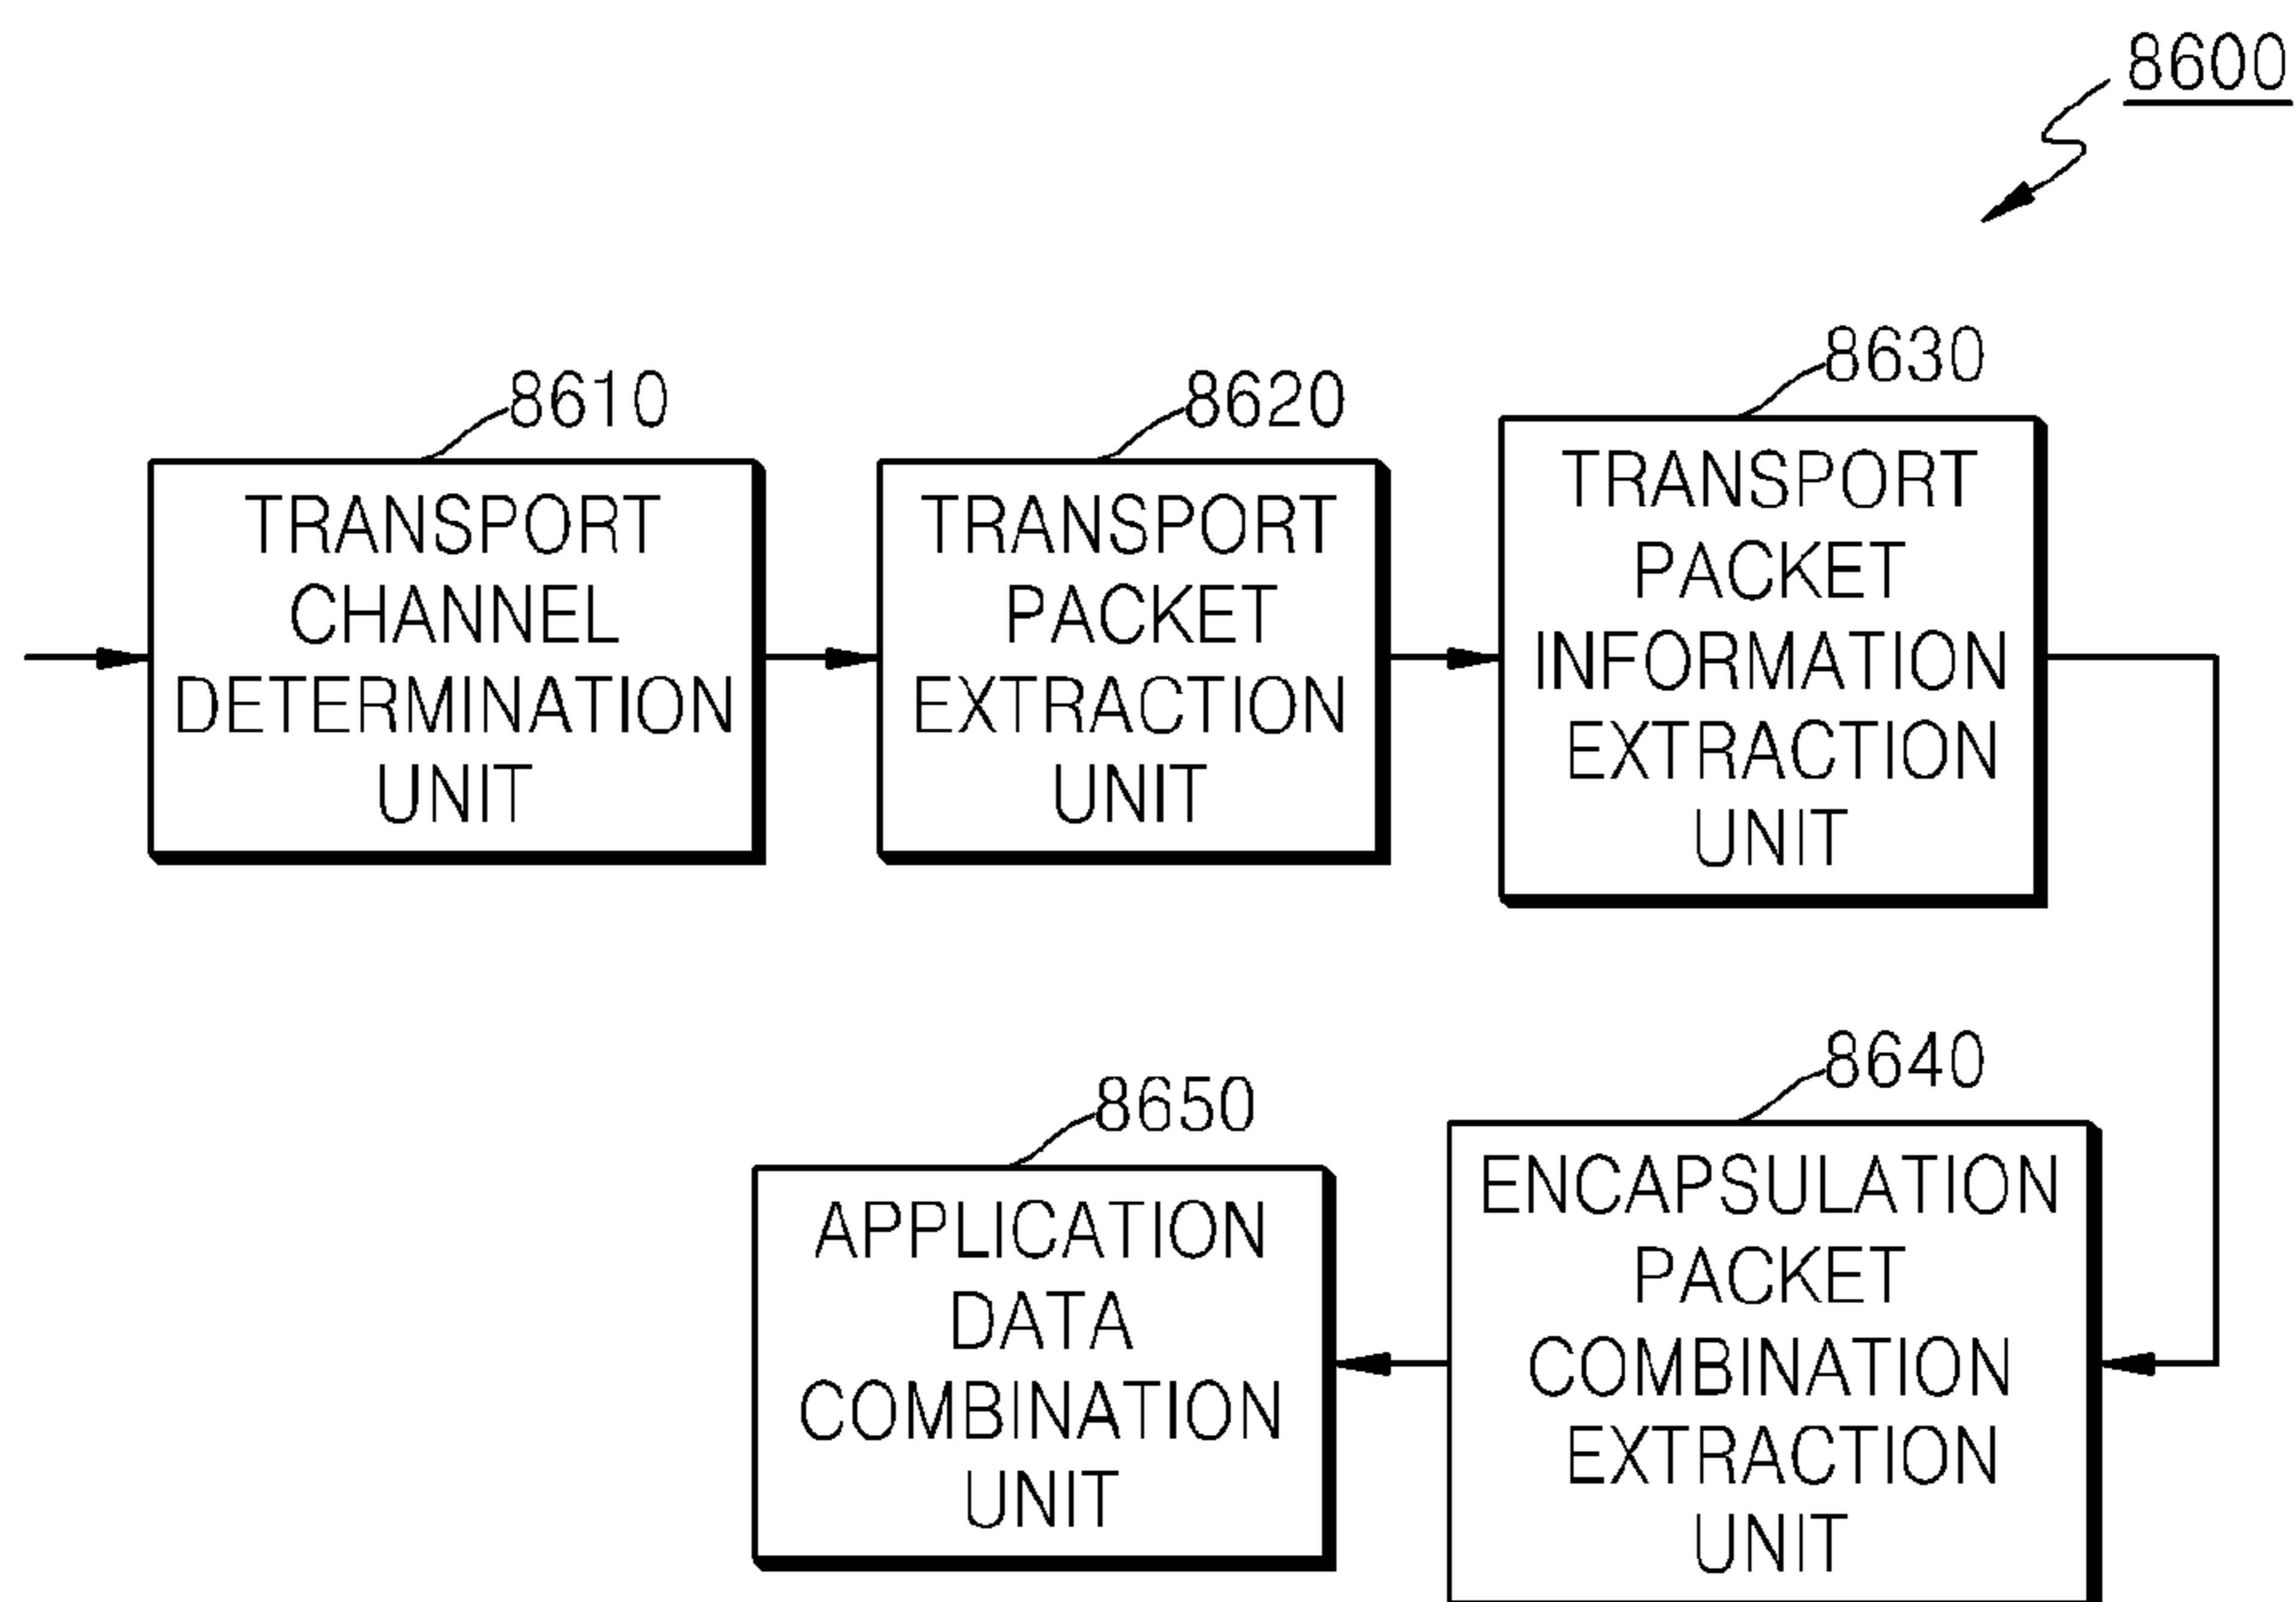 8600
8610
TRANSPORT
CHANNEL
DETERMINATION
UNIT
8620
TRANSPORT
PACKET
EXTRACTION
UNIT
8630
TRANSPORT
PACKET
INFORMATION
EXTRACTION
UNIT
8650
APPLICATION
DATA
COMBINATION
UNIT
8640
ENCAPSULATION
PACKET
COMBINATION
EXTRACTION
UNIT